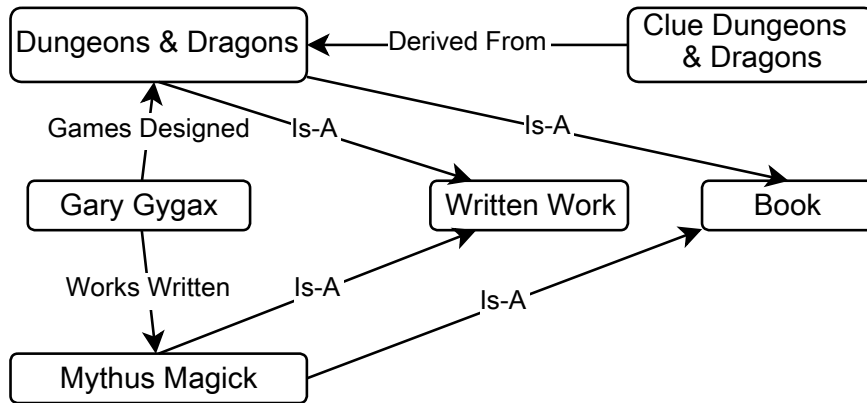 Dungeons & Dragons
Derived From
Clue Dungeons
& Dragons
Games Designed
Is-A
Is-A
Gary Gygax
Written Work
Book
Works Written
Is-A
Is-A
Mythus Magick